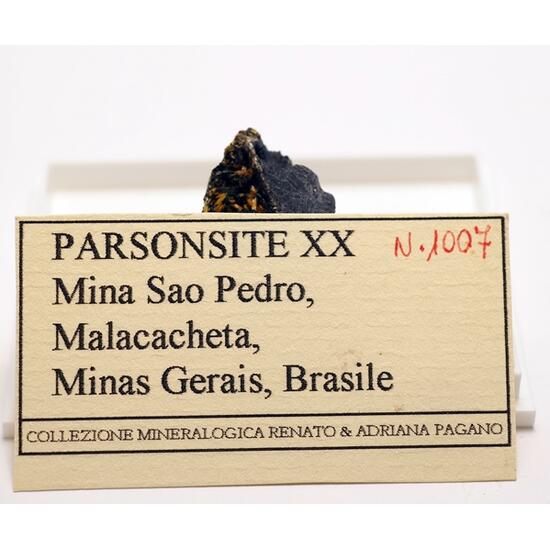 PARSONSITE XX N.1007
Mina Sao Pedro,
Malacacheta,
Minas Gerais, Brasile
COLLEZIONE MINERALOGICA RENATO & ADRIANA PAGANO